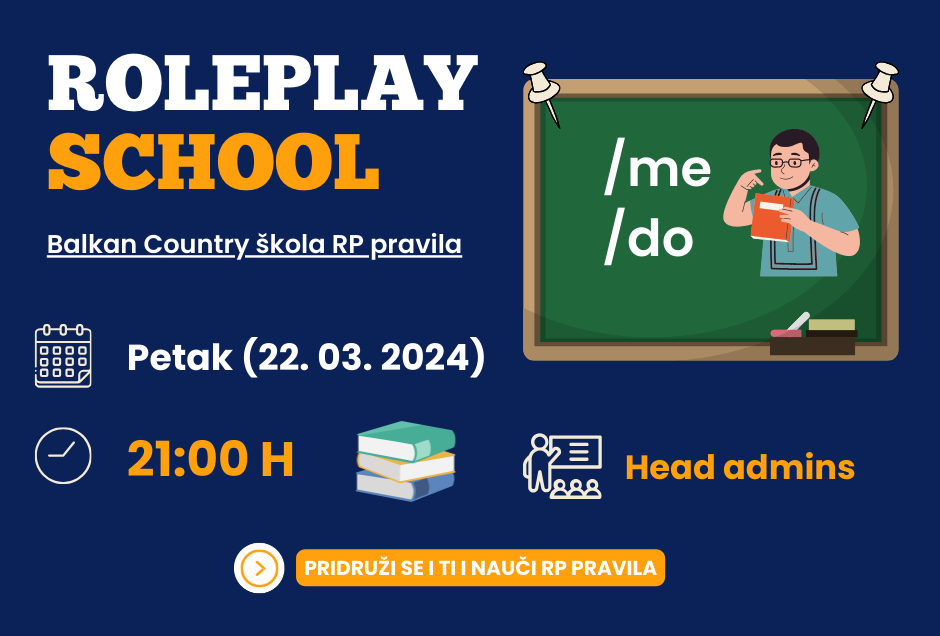 ROLEPLAY
SCHOOL
Balkan Country škola RP pravila
/me
/do
Petak (22. 03. 2024)
21:00 H
Head admins
PRIDRUŽI SE I TI I NAUČI RP PRAVILA